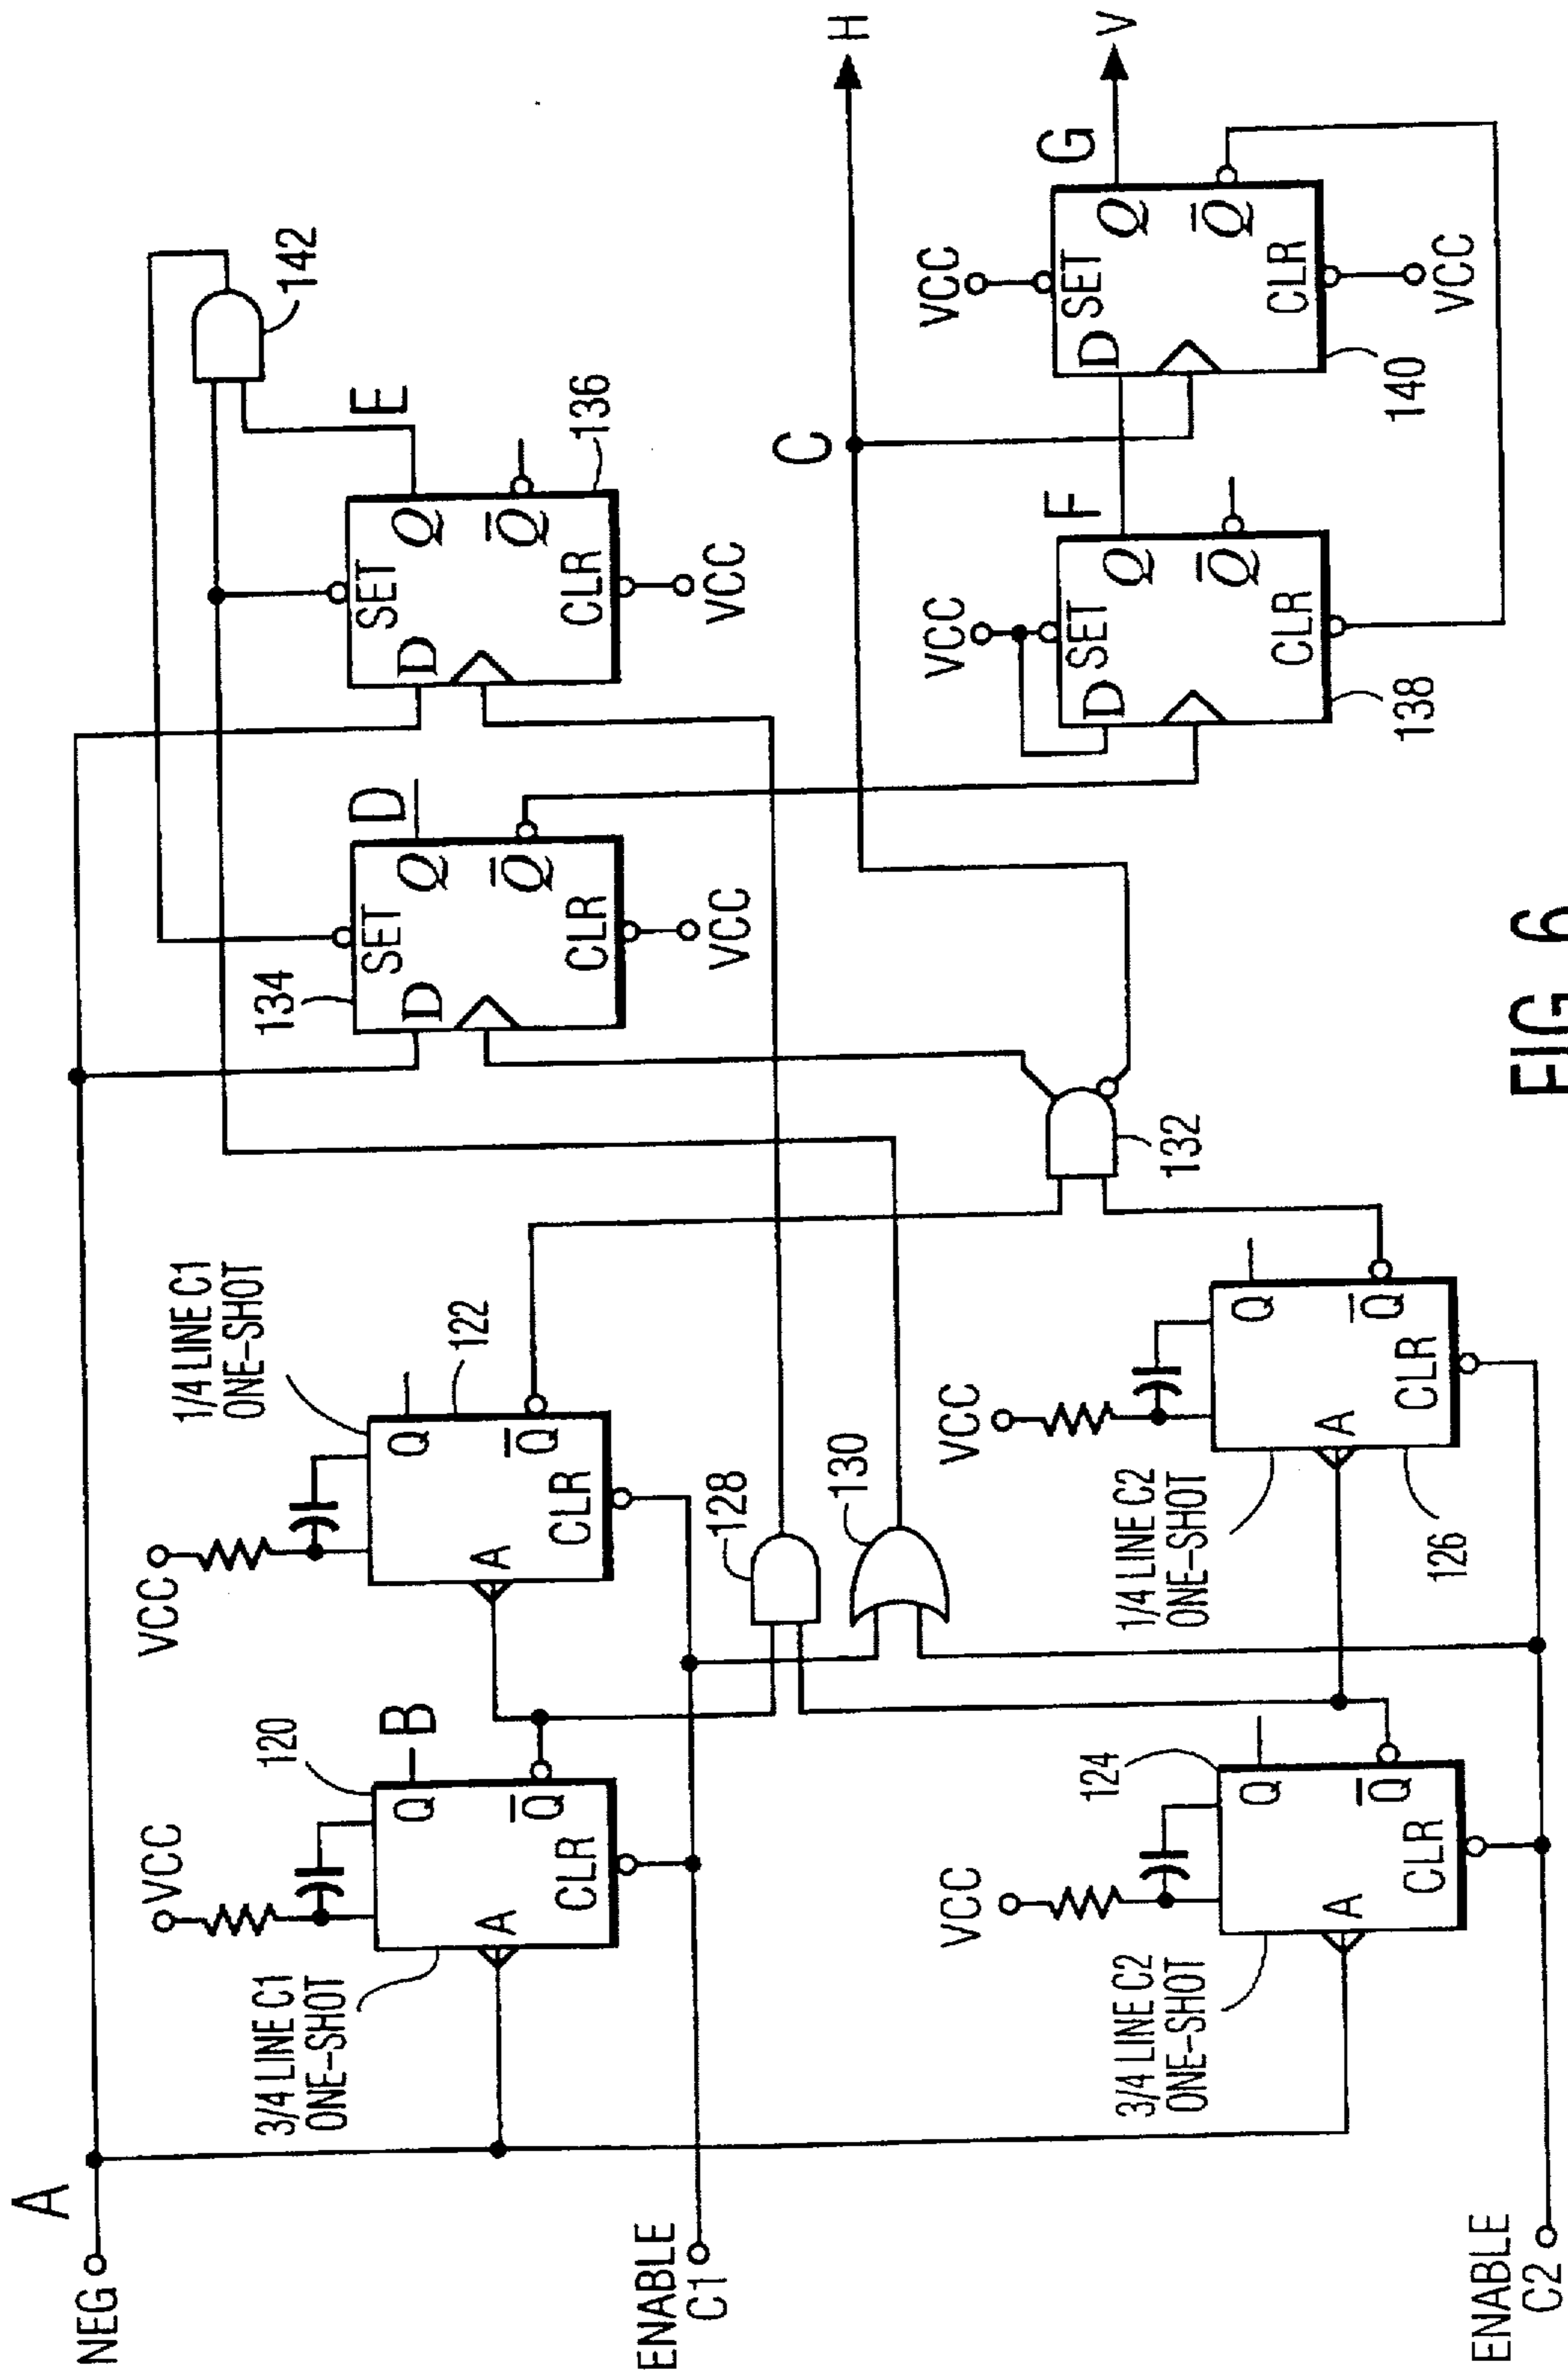 A
NEG
ENABLE
C1
ENABLE
C2
3/4 LINE C1
ONE-SHOT
VCC
120
A
Q
Q̅
CLR
B
1/4 LINE C1
ONE-SHOT
VCC
122
A
Q
Q̅
CLR
128
130
3/4 LINE C2
ONE-SHOT
VCC
124
A
Q
Q̅
CLR
1/4 LINE C2
ONE-SHOT
VCC
126
A
Q
Q̅
CLR
132
134
D
SET
Q
Q̅
CLR
VCC
D
D
SET
Q
Q̅
CLR
VCC
136
E
142
C
H
VCC
D
SET
Q
Q̅
CLR
138
F
VCC
D
SET
Q
Q̅
CLR
VCC
140
G
V
FIG. 6